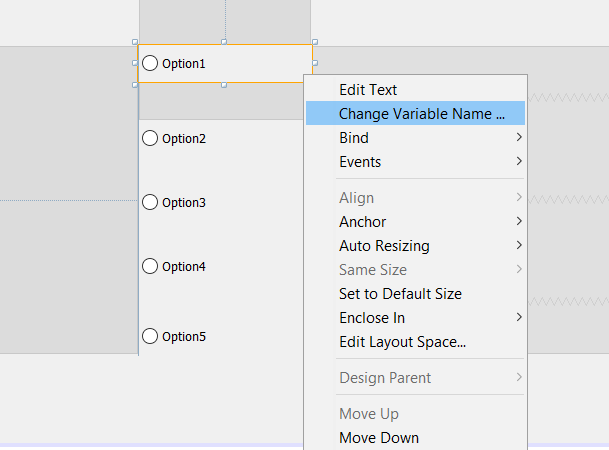 Option1
Option2
Option3
Option4
Option5
Edit Text
Change Variable Name ...
Bind
Events
Align
Anchor
Auto Resizing
Same Size
Set to Default Size
Enclose In
Edit Layout Space...
Design Parent
Move Up
Move Down